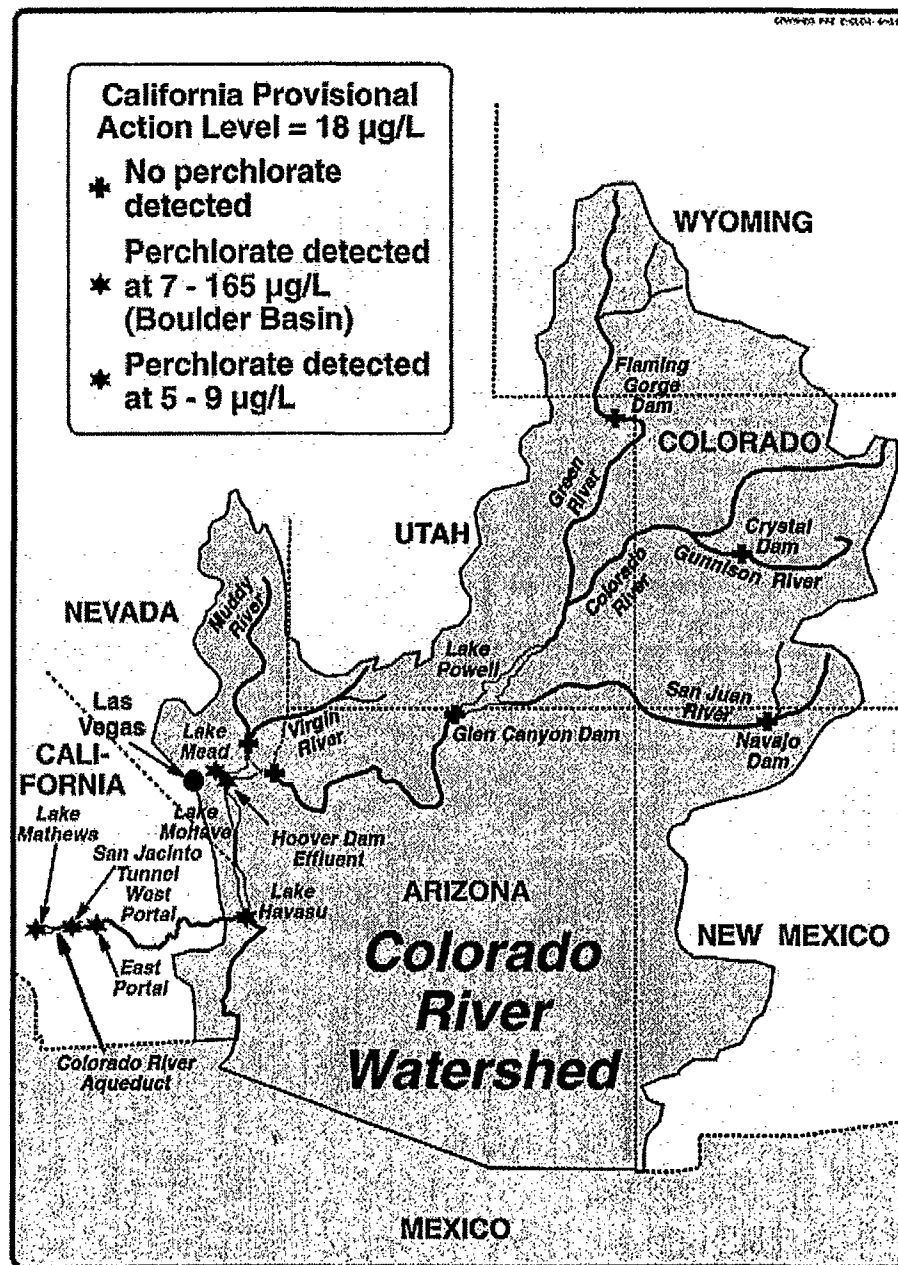 California Provisional
Action Level = 18 µg/L
No perchlorate
detected
Perchlorate detected
at 7 - 165 µg/L
(Boulder Basin)
Perchlorate detected
at 5 - 9 µg/L
WYOMING
Flaming
Gorge
Dam
COLORADO
Green
River
UTAH
Crystal
Dam
Gunnison River
Colorado
River
NEVADA
Muddy
River
Lake
Powell
San Juan
River
Las
Vegas
Lake
Mead
Virgin
River
Glen Canyon Dam
Navajo
Dam
CALI-
FORNIA
Lake
Mathews
Lake
Mohave
Hoover Dam
Effluent
San Jacinto
Tunnel
West
Portal
Lake
Havasu
ARIZONA
NEW MEXICO
East
Portal
Colorado
River
Watershed
Colorado River
Aqueduct
MEXICO